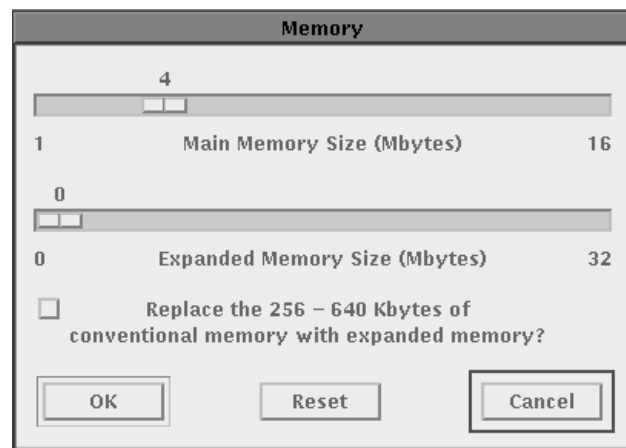 Memory
4
1 Main Memory Size (Mbytes) 16
0
0 Expanded Memory Size (Mbytes) 32
Replace the 256 – 640 Kbytes of
conventional memory with expanded memory?
OK Reset Cancel